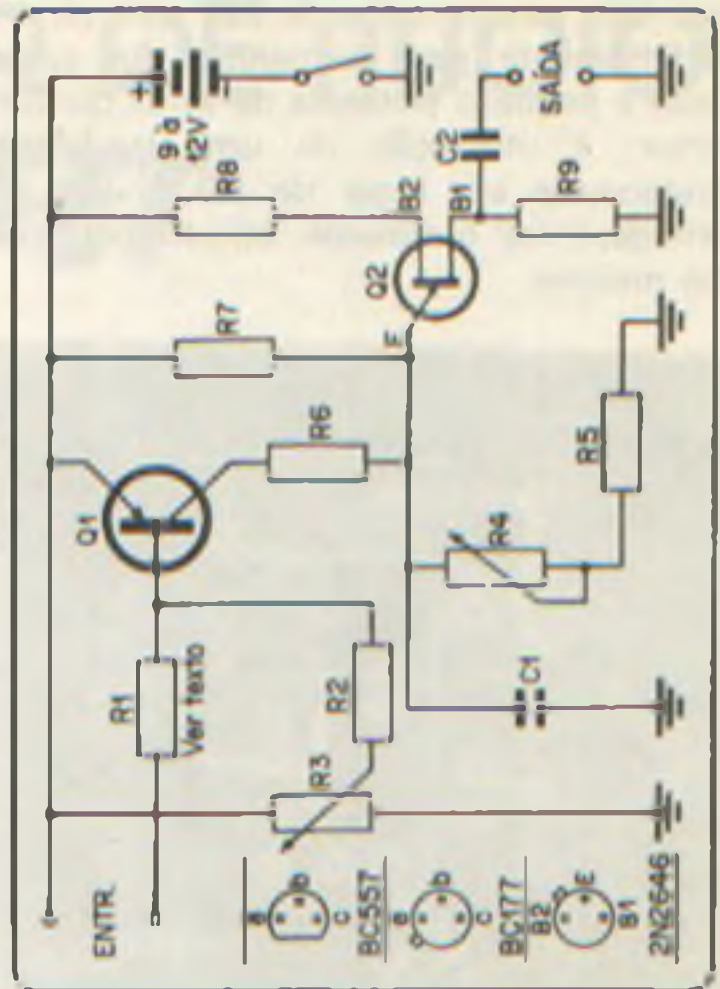 ENTR.
R1
Ver texto
Q1
R3
R2
R6
R7
R8
+
9 à
12V
-
R4
R5
C1
E
Q2
B2
B1
C2
R9
SAÍDA
b
C
BC557
b
C
BC177
B2
E
B1
2N2646